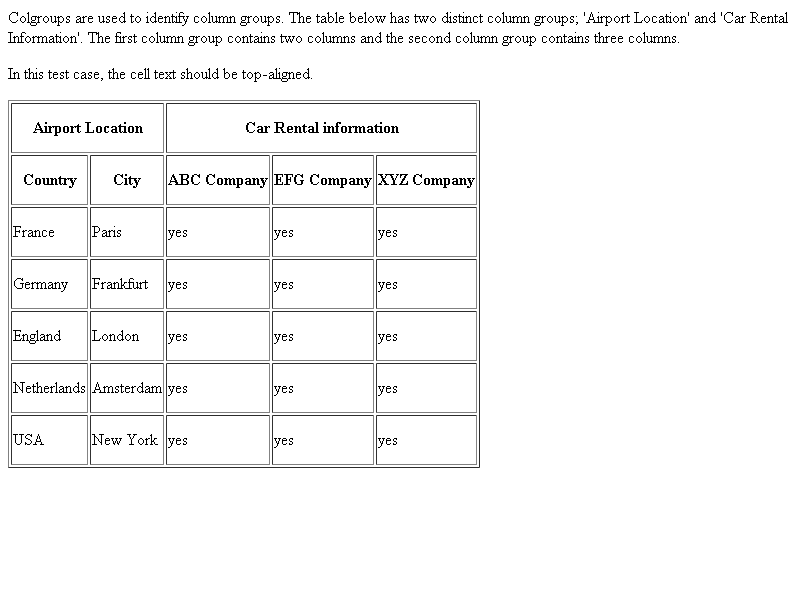 Colgroups are used to identify column groups. The table below has two distinct column groups; 'Airport Location' and 'Car Rental
Information'. The first column group contains two columns and the second column group contains three columns.
In this test case, the cell text should be top-aligned.
Airport Location Car Rental information
Country City ABC Company EFG Company XYZ Company
France Paris yes yes yes
Germany Frankfurt yes yes yes
England London yes yes yes
Netherlands Amsterdam yes yes yes
USA New York yes yes yes